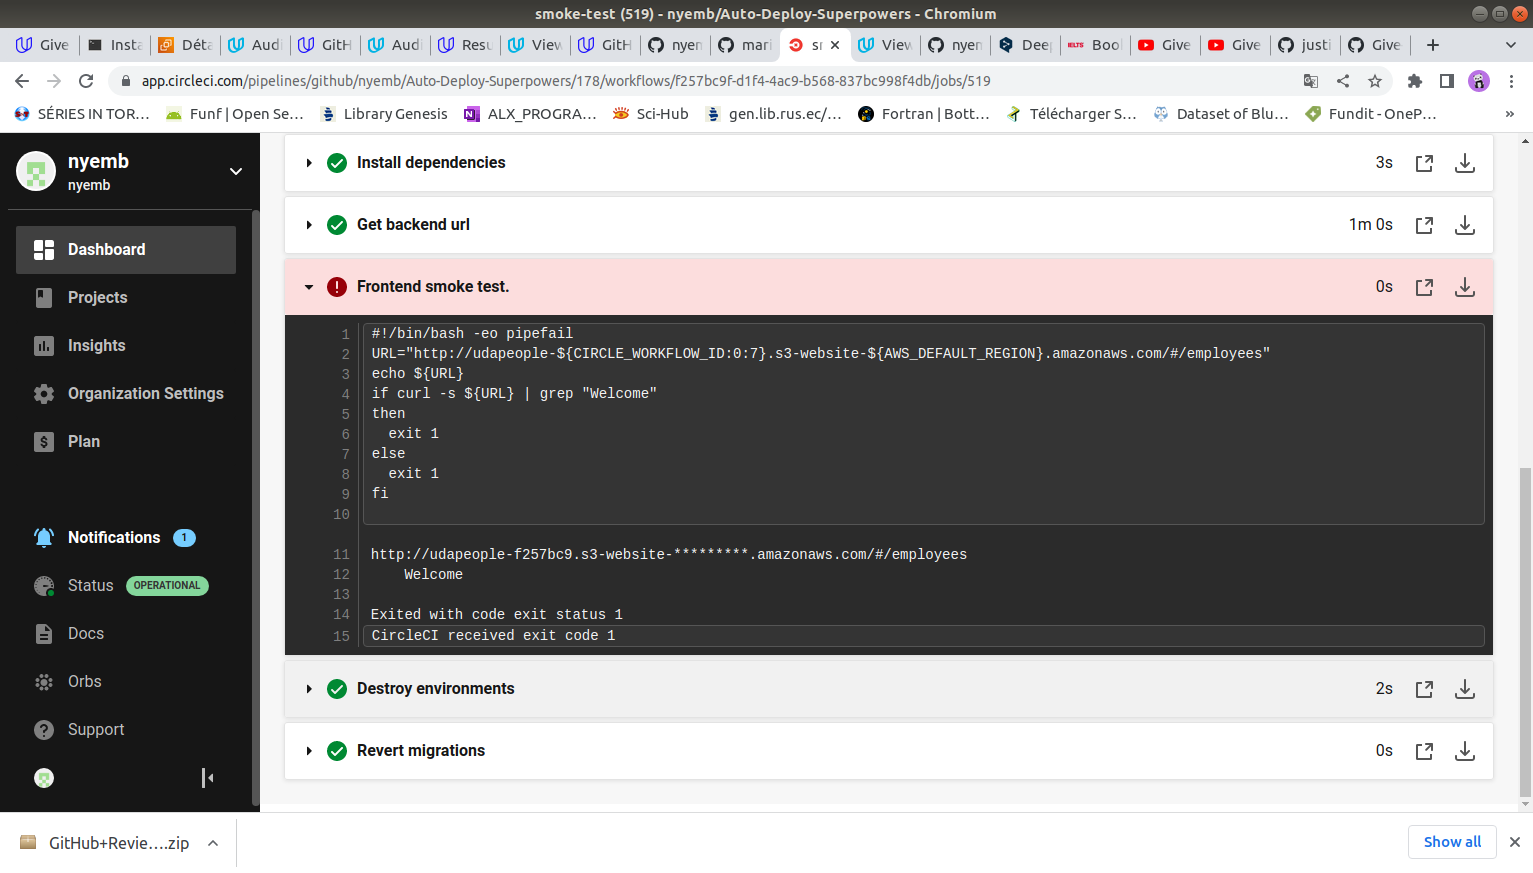 smoke-test (519) - nyemb/Auto-Deploy-Superpowers - Chromium
Give
Insta
Déta
Audi
GitH
Audi
Resu
View
GitH
nyem
mari
sm
View
nyem
Deep
IELTS Book
Give
Give
justi
Give
app.circleci.com/pipelines/github/nyemb/Auto-Deploy-Superpowers/178/workflows/f257bc9f-d1f4-4ac9-b568-837bc998f4db/jobs/519
SÉRIES IN TOR…
Funf | Open Se…
Library Genesis
ALX_PROGRA…
Sci-Hub
gen.lib.rus.ec/…
Fortran | Bott…
Télécharger S…
Dataset of Blu…
Fundit - OneP…
»
nyemb
nyemb
Dashboard
Projects
Insights
Organization Settings
Plan
Notifications 1
Status OPERATIONAL
Docs
Orbs
Support
Install dependencies 3s
Get backend url 1m 0s
Frontend smoke test. 0s
1 #!/bin/bash -eo pipefail
2 URL="http://udapeople-${CIRCLE_WORKFLOW_ID:0:7}.s3-website-${AWS_DEFAULT_REGION}.amazonaws.com/#/employees"
3 echo ${URL}
4 if curl -s ${URL} | grep "Welcome"
5 then
6   exit 1
7 else
8   exit 1
9 fi
10
11 http://udapeople-f257bc9.s3-website-*********.amazonaws.com/#/employees
12     Welcome
13
14 Exited with code exit status 1
15 CircleCI received exit code 1
Destroy environments 2s
Revert migrations 0s
GitHub+Revie….zip
Show all